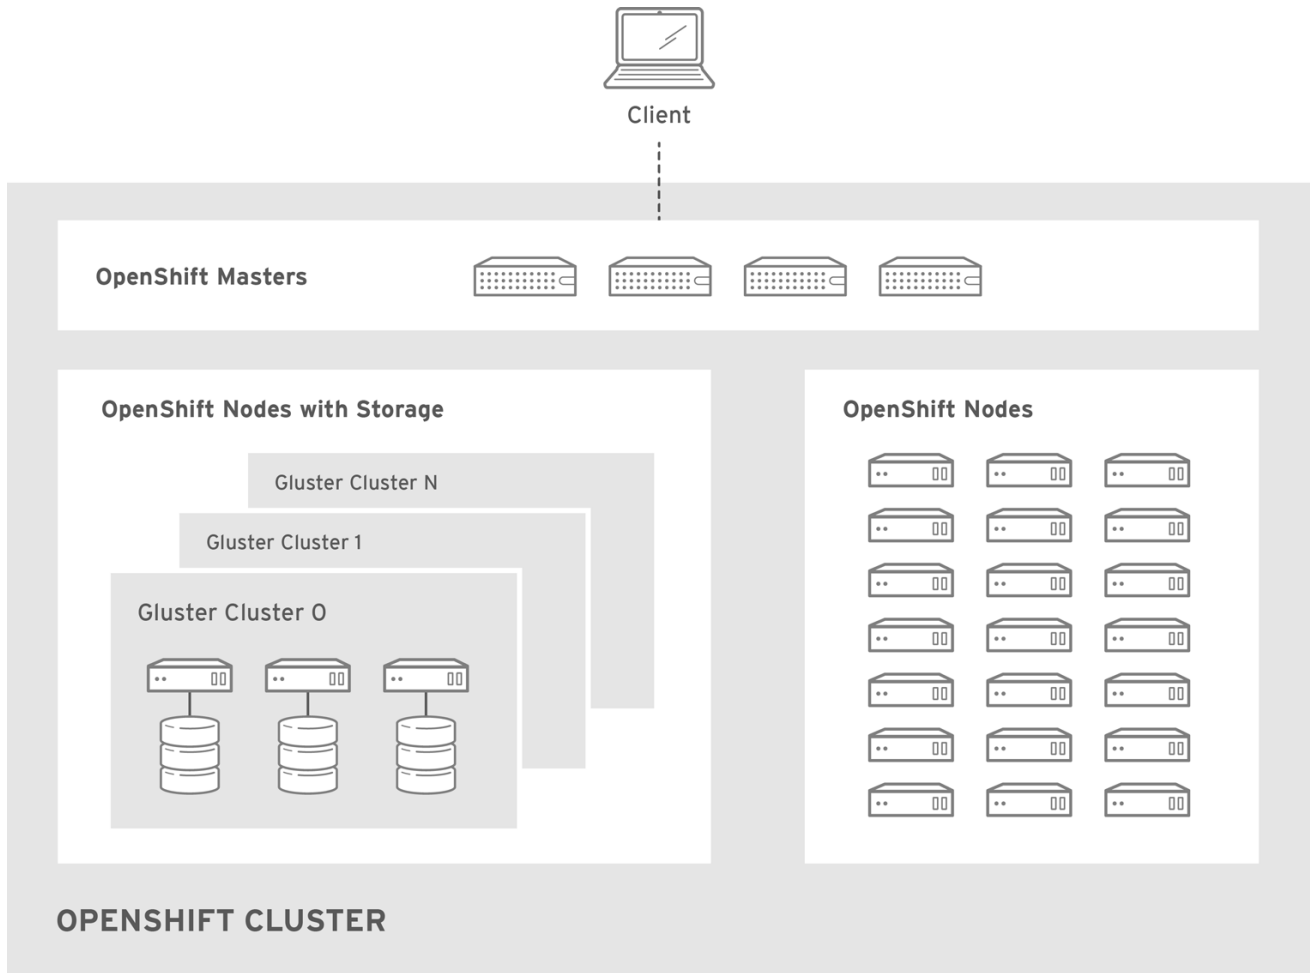 Client
OpenShift Masters
OpenShift Nodes with Storage
OpenShift Nodes
Gluster Cluster N
Gluster Cluster 1
Gluster Cluster 0
OPENSHIFT CLUSTER